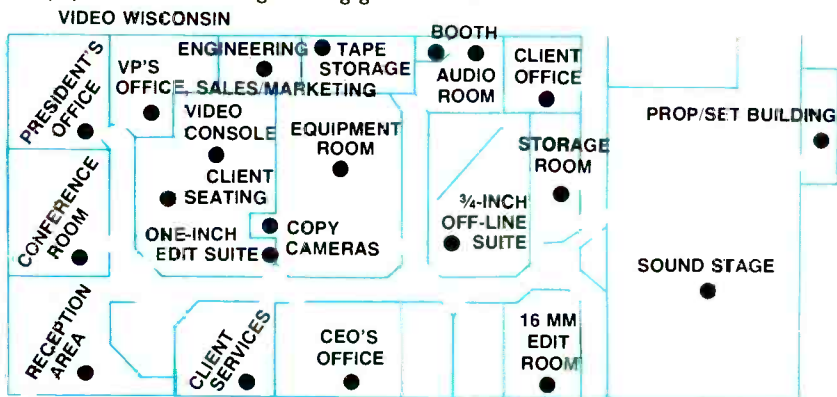 VIDEO WISCONSIN
PRESIDENT'S
OFFICE
VP'S
OFFICE, SALES/MARKETING
ENGINEERING
TAPE
STORAGE
BOOTH
AUDIO
ROOM
CLIENT
OFFICE
PROP/SET BUILDING
VIDEO
CONSOLE
EQUIPMENT
ROOM
STORAGE
ROOM
CLIENT
SEATING
CONFERENCE
ROOM
ONE-INCH
EDIT SUITE
COPY
CAMERAS
¾-INCH
OFF-LINE
SUITE
SOUND STAGE
RECEPTION
AREA
CLIENT
SERVICES
CEO'S
OFFICE
16 MM
EDIT
ROOM